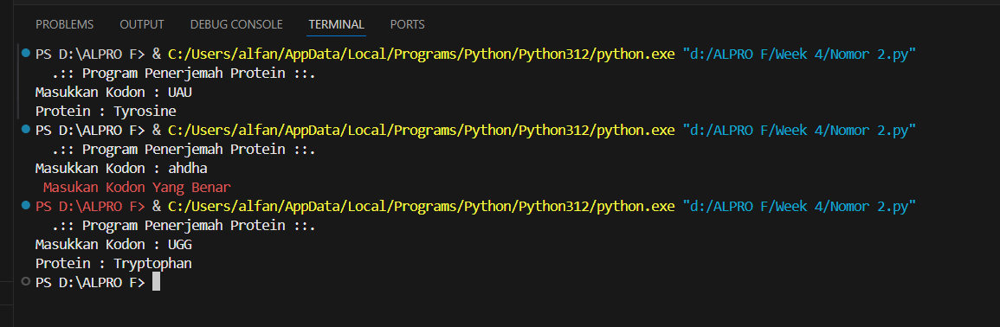 PROBLEMS OUTPUT DEBUG CONSOLE TERMINAL PORTS
PS D:\ALPRO F> & C:/Users/alfan/AppData/Local/Programs/Python/Python312/python.exe "d:/ALPRO F/Week 4/Nomor 2.py"
.:: Program Penerjemah Protein ::.
Masukkan Kodon : UAU
Protein : Tyrosine
PS D:\ALPRO F> & C:/Users/alfan/AppData/Local/Programs/Python/Python312/python.exe "d:/ALPRO F/Week 4/Nomor 2.py"
.:: Program Penerjemah Protein ::.
Masukkan Kodon : ahdha
Masukan Kodon Yang Benar
PS D:\ALPRO F> & C:/Users/alfan/AppData/Local/Programs/Python/Python312/python.exe "d:/ALPRO F/Week 4/Nomor 2.py"
.:: Program Penerjemah Protein ::.
Masukkan Kodon : UGG
Protein : Tryptophan
PS D:\ALPRO F>